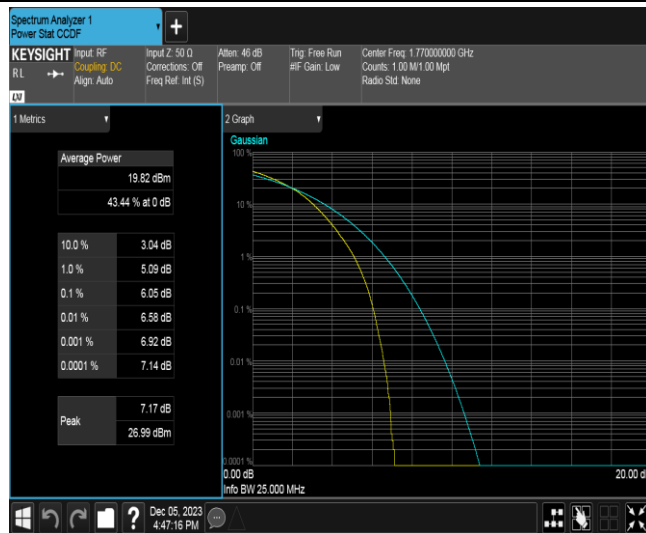 Spectrum Analyzer 1
Power Stat CCDF
+
KEYSIGHT
RL
LXI
Input: RF
Coupling: DC
Align: Auto
Input Z: 50 Ω
Corrections: Off
Freq Ref: Int (S)
Atten: 46 dB
Preamp: Off
Trig: Free Run
#IF Gain: Low
Center Freq: 1.770000000 GHz
Counts: 1.00 M/1.00 Mpt
Radio Std: None
1 Metrics
Average Power
19.82 dBm
43.44 % at 0 dB
10.0 % 3.04 dB
1.0 % 5.09 dB
0.1 % 6.05 dB
0.01 % 6.58 dB
0.001 % 6.92 dB
0.0001 % 7.14 dB
Peak
7.17 dB
26.99 dBm
2 Graph
Gaussian
100 %
10 %
1 %
0.1 %
0.01 %
0.001 %
0.0001 %
0.00 dB 20.00 d
Info BW 25.000 MHz
?
Dec 05, 2023
4:47:16 PM